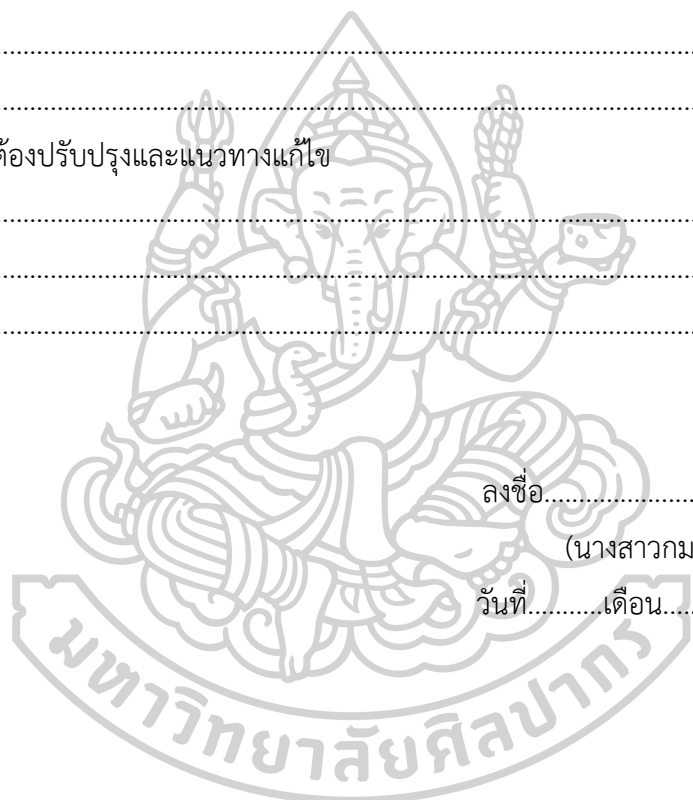 ................................................................................................
................................................................................................
ต้องปรับปรุงและแนวทางแก้ไข
................................................................................................
................................................................................................
................................................................................................
ลงชื่อ......................
(นางสาวกม
วันที่...........เดือน.....
มหาวิทยาลัยศิลปากร